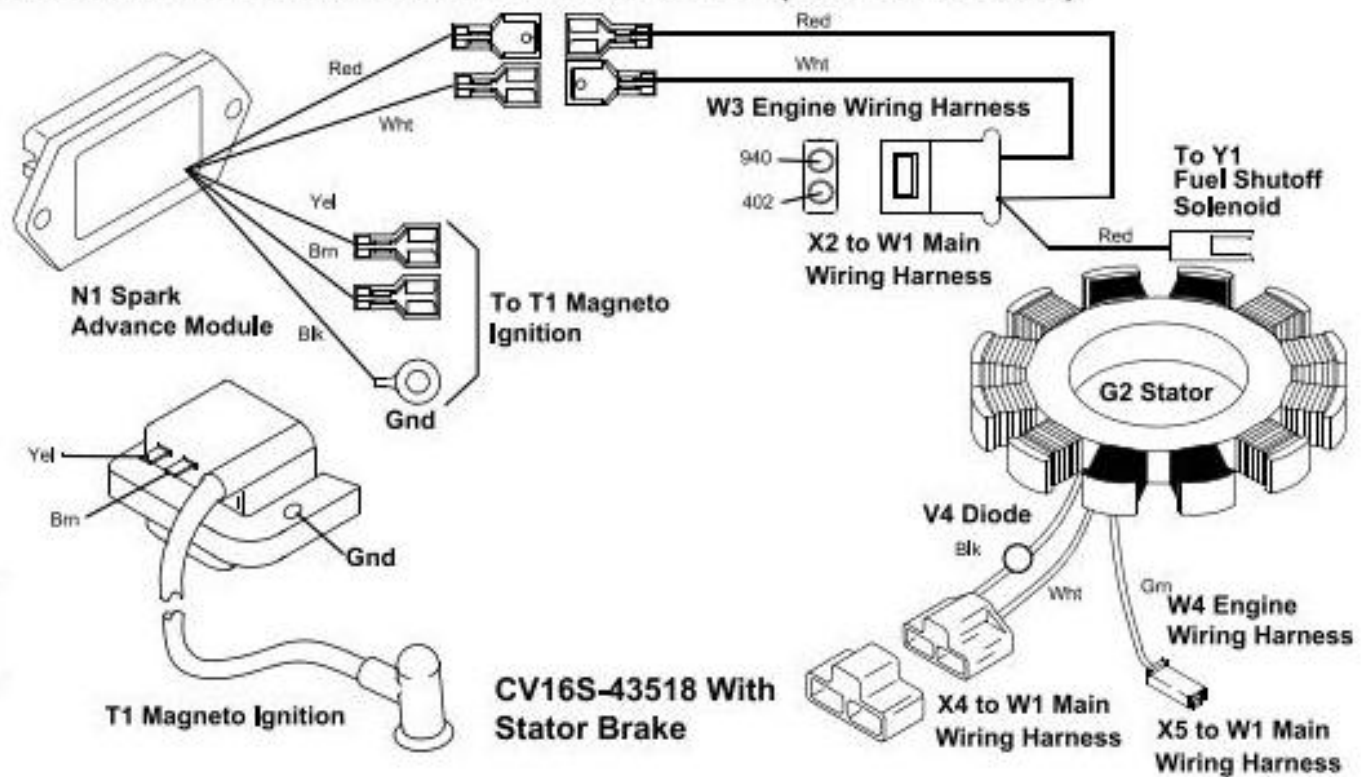 Red
Red
Wht
Wht
W3 Engine Wiring Harness
940
402
To Y1
Fuel Shutoff
Solenoid
Red
X2 to W1 Main
Wiring Harness
Yel
Brn
Blk
N1 Spark
Advance Module
To T1 Magneto
Ignition
Gnd
G2 Stator
Yel
Brn
Gnd
V4 Diode
Blk
Wht
Grn
W4 Engine
Wiring Harness
T1 Magneto Ignition
CV16S-43518 With
Stator Brake
X4 to W1 Main
Wiring Harness
X5 to W1 Main
Wiring Harness